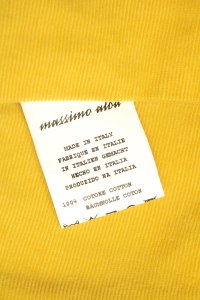 massimo alba
MADE IN ITALY
FABRIQUE EN ITALIE
IN ITALIEN GEMACHT
HECHO EN ITALIA
PRODUZIDO NA ITALIA
100% COTONE COTTON
BAUMWOLLE COTON